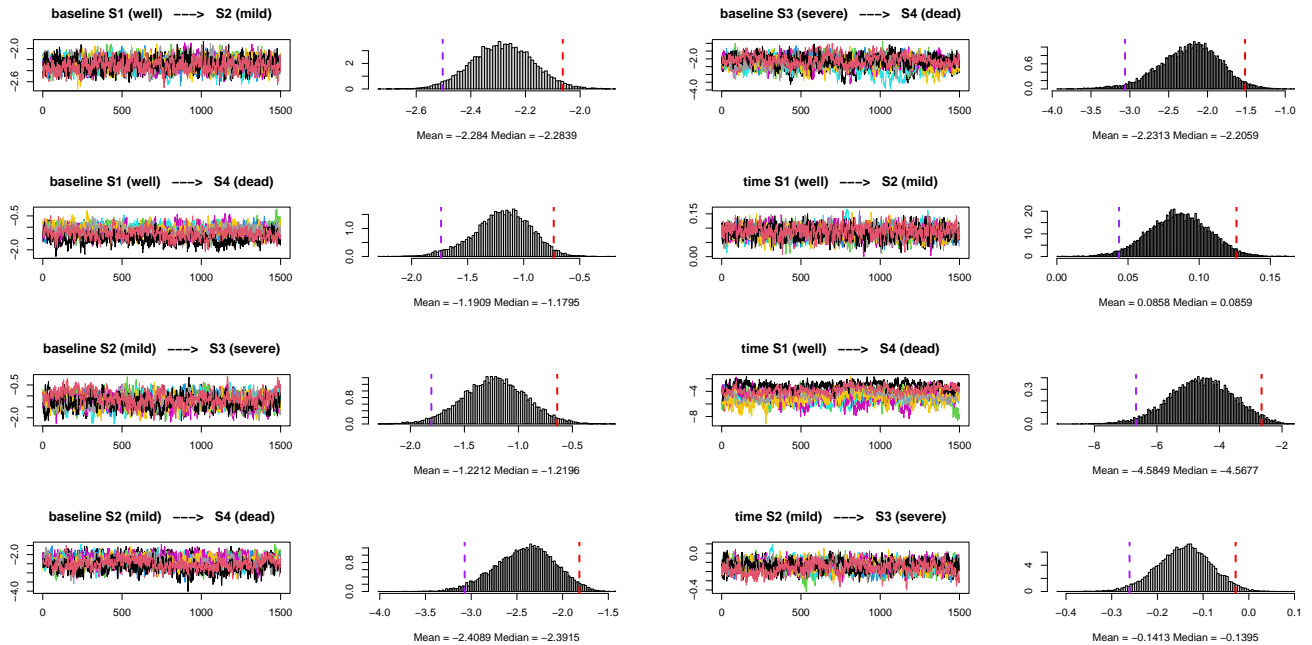 baseline S1 (well) −−−> S2 (mild)
−2.6 −2.0
0 500 1000 1500
0 2
−2.6 −2.4 −2.2 −2.0
Mean = −2.284 Median = −2.2839
baseline S3 (severe) −−−> S4 (dead)
−4.0 −2.0
0 500 1000 1500
0.0 0.6
−4.0 −3.5 −3.0 −2.5 −2.0 −1.5 −1.0
Mean = −2.2313 Median = −2.2059
baseline S1 (well) −−−> S4 (dead)
−2.0 −0.5
0 500 1000 1500
0.0 1.0
−2.0 −1.5 −1.0 −0.5
Mean = −1.1909 Median = −1.1795
time S1 (well) −−−> S2 (mild)
0.00 0.15
0 500 1000 1500
0 10 20
0.00 0.05 0.10 0.15
Mean = 0.0858 Median = 0.0859
baseline S2 (mild) −−−> S3 (severe)
−2.0 −0.5
0 500 1000 1500
0.0 0.8
−2.0 −1.5 −1.0 −0.5
Mean = −1.2212 Median = −1.2196
time S1 (well) −−−> S4 (dead)
−8 −4
0 500 1000 1500
0.0 0.3
−8 −6 −4 −2
Mean = −4.5849 Median = −4.5677
baseline S2 (mild) −−−> S4 (dead)
−4.0 −2.0
0 500 1000 1500
0.0 0.8
−4.0 −3.5 −3.0 −2.5 −2.0 −1.5
Mean = −2.4089 Median = −2.3915
time S2 (mild) −−−> S3 (severe)
−0.4 0.0
0 500 1000 1500
0 4
−0.4 −0.3 −0.2 −0.1 0.0 0.1
Mean = −0.1413 Median = −0.1395